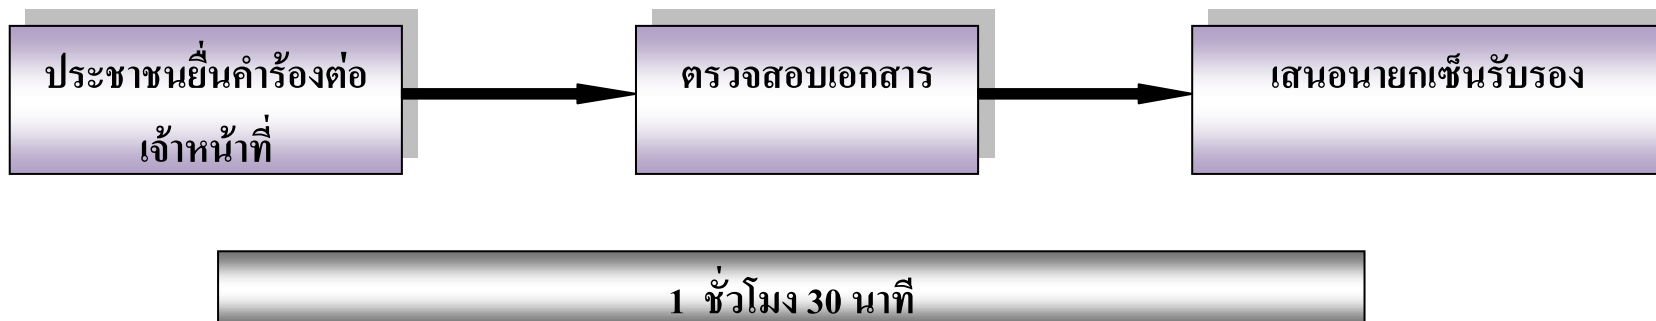 ประชาชนยื่นคำร้องต่อ
เจ้าหน้าที่
ตรวจสอบเอกสาร
เสนอนายกเซ็นรับรอง
1 ชั่วโมง 30 นาที